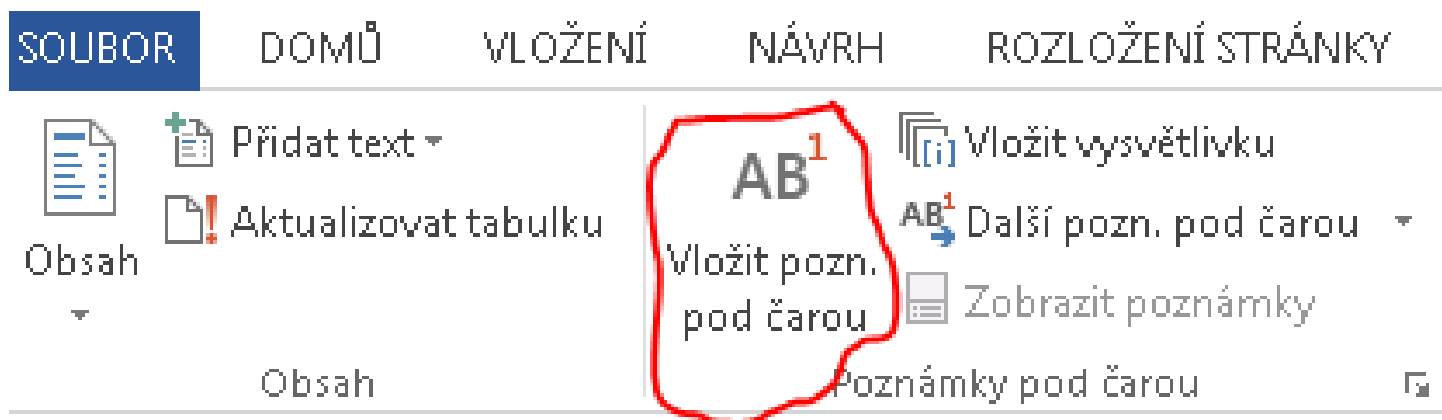 SOUBOR DOMŮ VLOŽENÍ NÁVRH ROZLOŽENÍ STRÁNKY
Obsah
Přidat text
Aktualizovat tabulku
Obsah
AB1
Vložit pozn.
pod čarou
[i] Vložit vysvětlivku
AB1 Další pozn. pod čarou
Zobrazit poznámky
Poznámky pod čarou